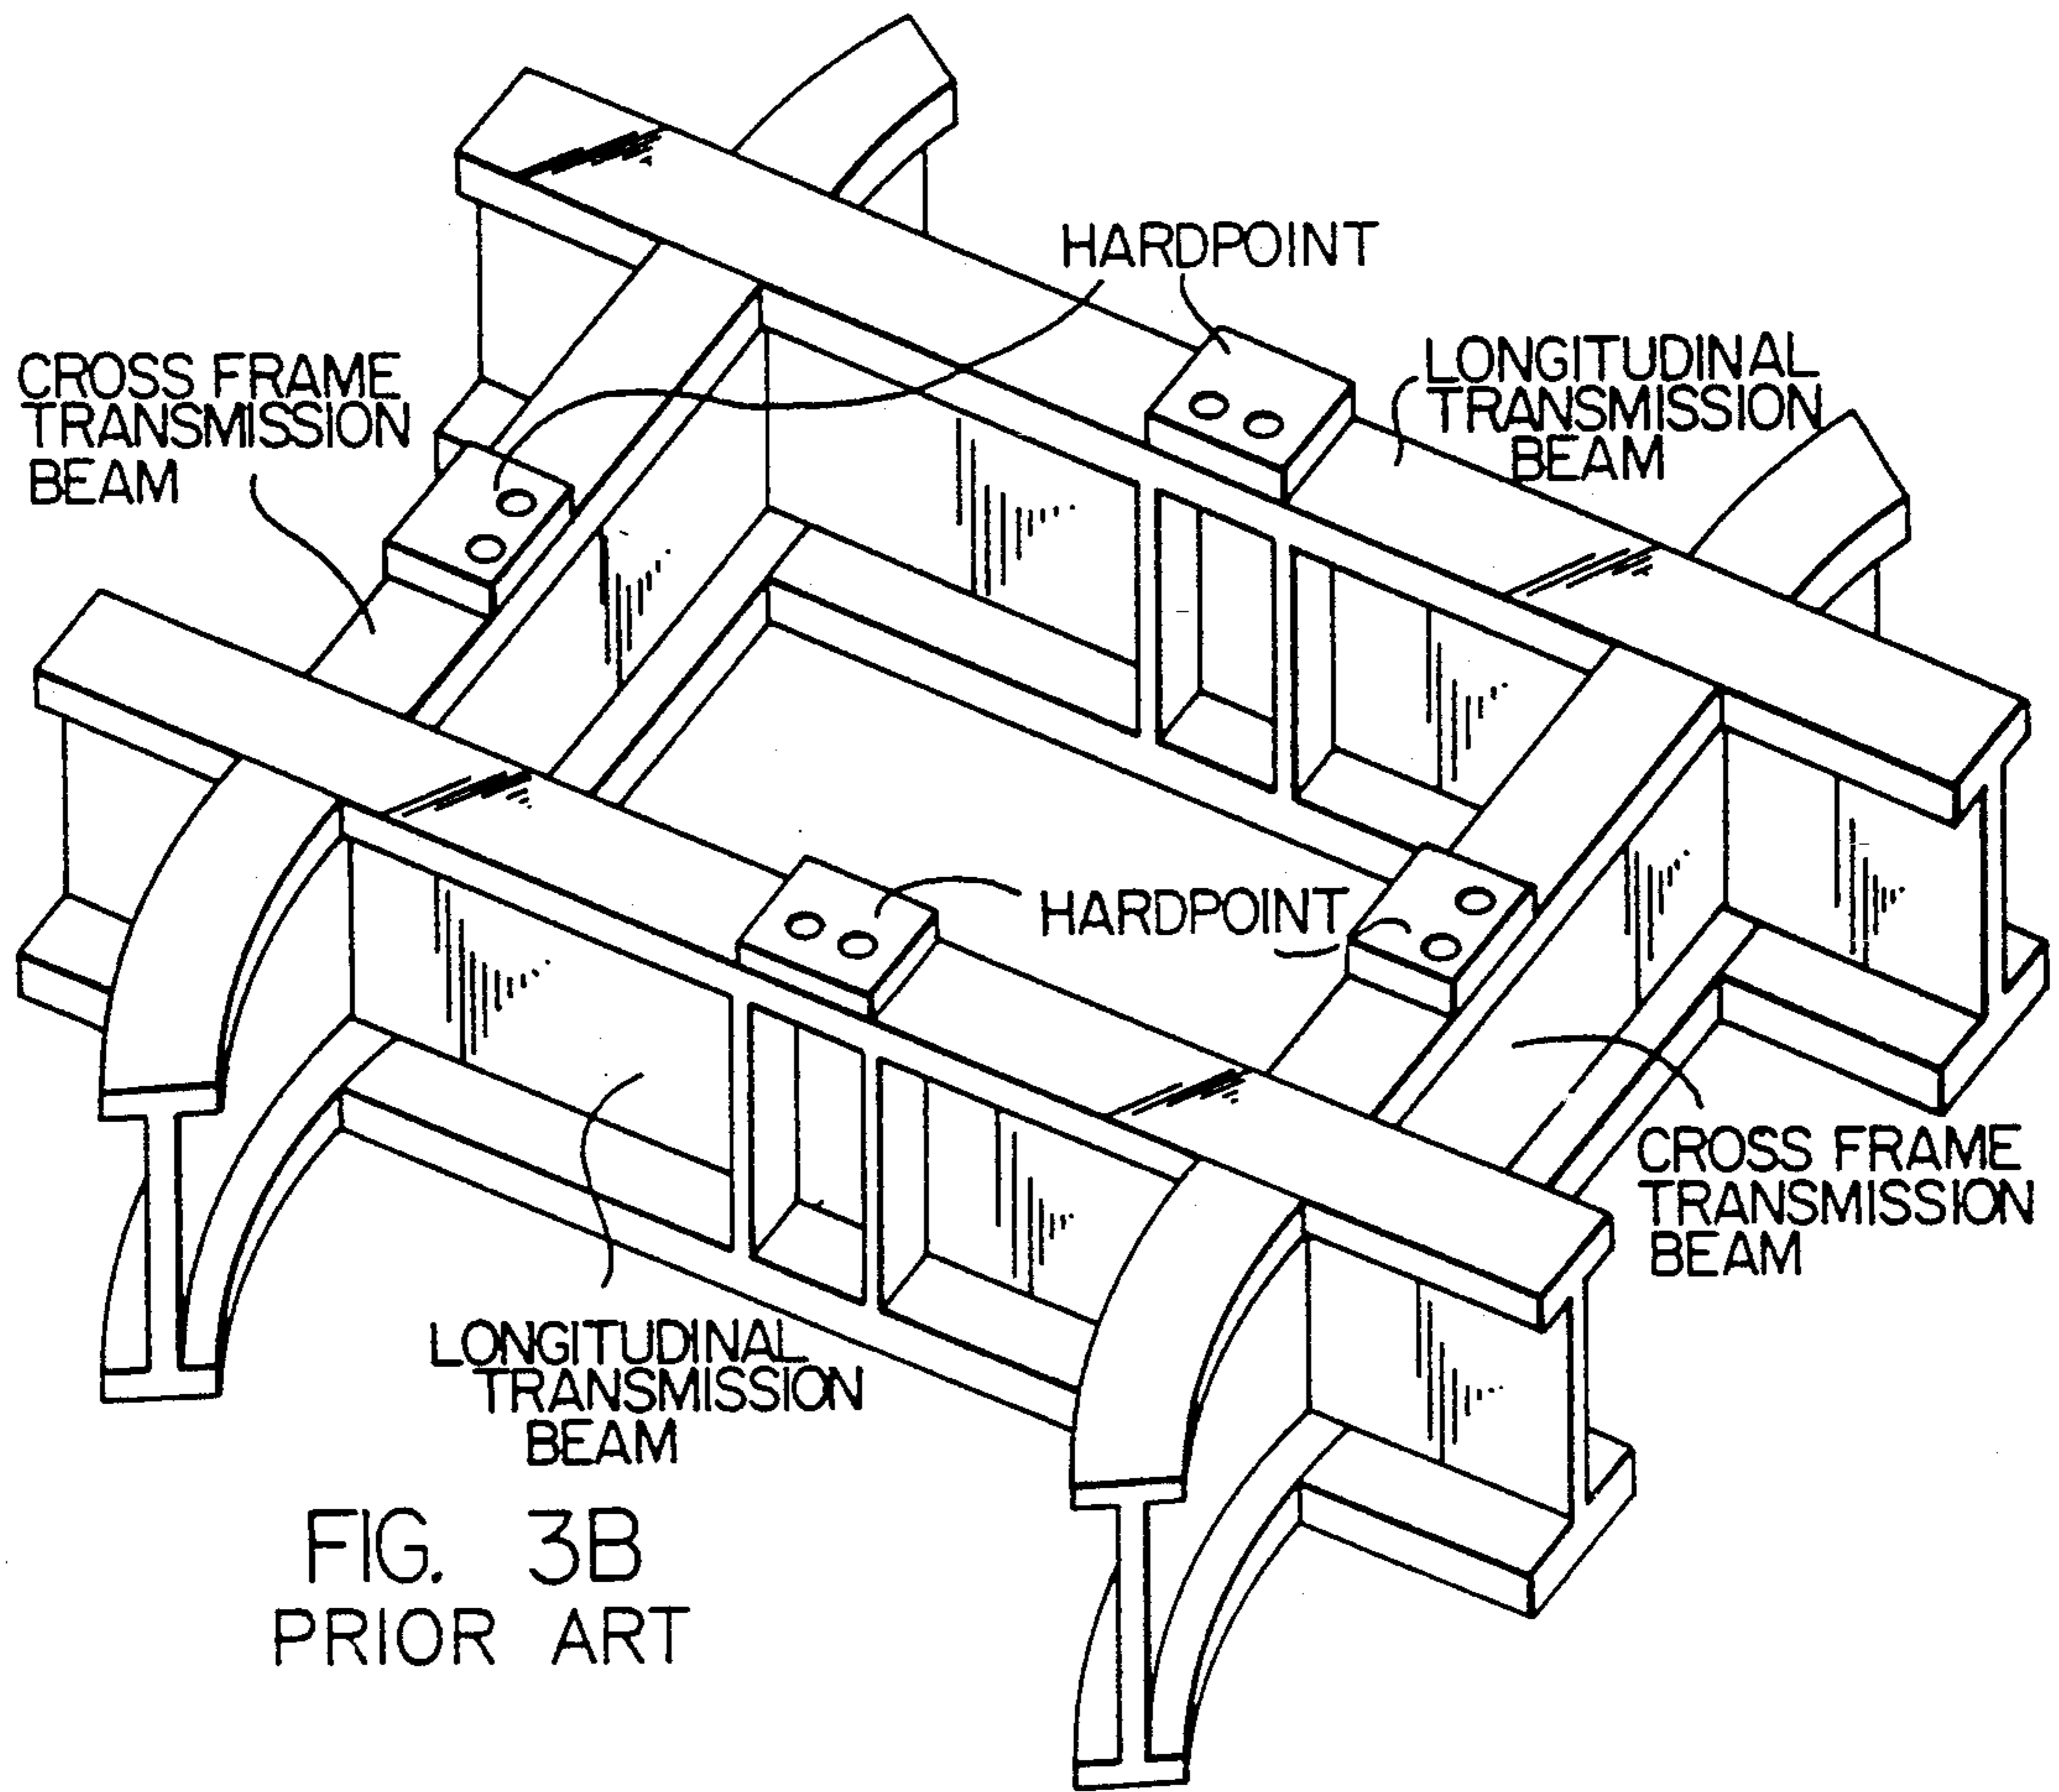 HARDPOINT
CROSS FRAME
TRANSMISSION
BEAM
LONGITUDINAL
TRANSMISSION
BEAM
HARDPOINT
CROSS FRAME
TRANSMISSION
BEAM
LONGITUDINAL
TRANSMISSION
BEAM
FIG. 3B
PRIOR ART